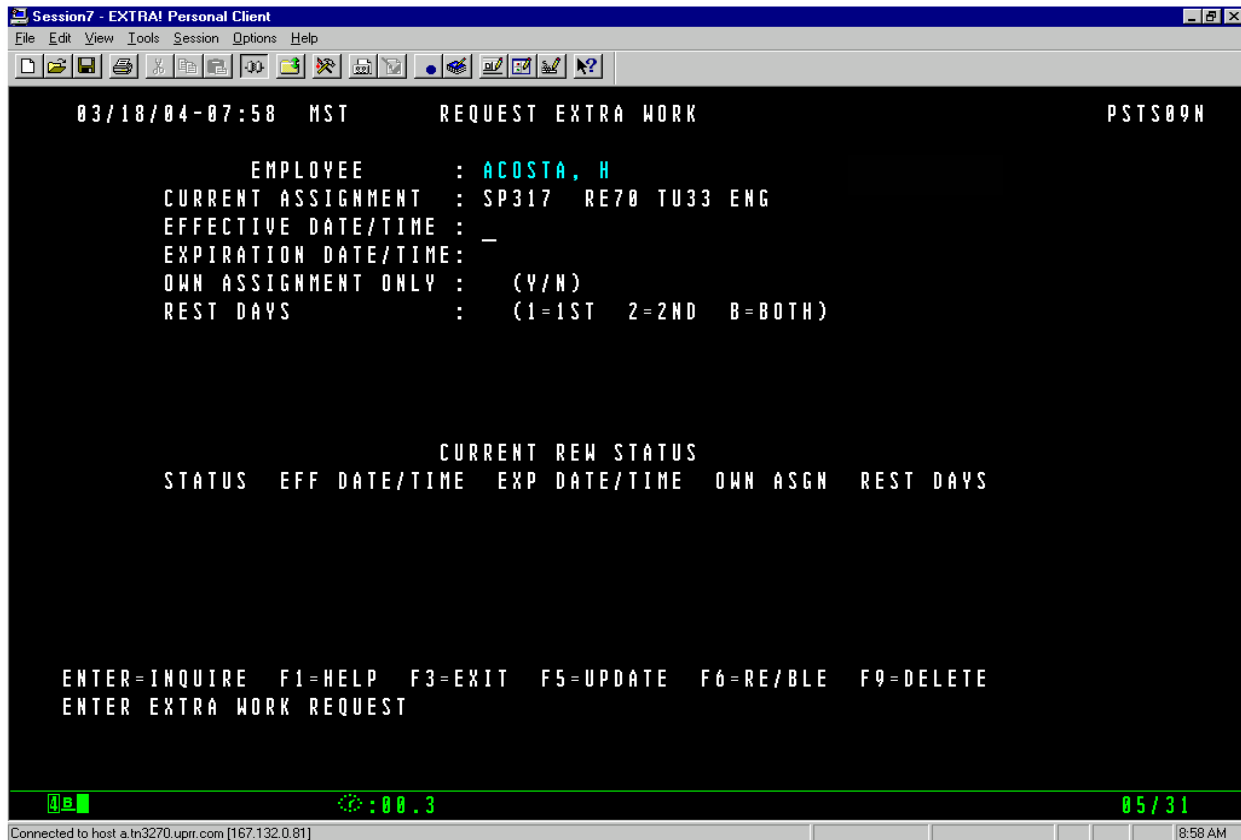 Session7 - EXTRA! Personal Client
File Edit View Tools Session Options Help
03/18/04-07:58 MST REQUEST EXTRA WORK PSTS09N
EMPLOYEE : ACOSTA, H
CURRENT ASSIGNMENT : SP317 RE70 TU33 ENG
EFFECTIVE DATE/TIME : _
EXPIRATION DATE/TIME:
OWN ASSIGNMENT ONLY : (Y/N)
REST DAYS : (1=1ST 2=2ND B=BOTH)
CURRENT REW STATUS
STATUS EFF DATE/TIME EXP DATE/TIME OWN ASGN REST DAYS
ENTER=INQUIRE F1=HELP F3=EXIT F5=UPDATE F6=RE/BLE F9=DELETE
ENTER EXTRA WORK REQUEST
4B :00.3 05/31
Connected to host a.tn3270.uprr.com [167.132.0.81] 8:58 AM